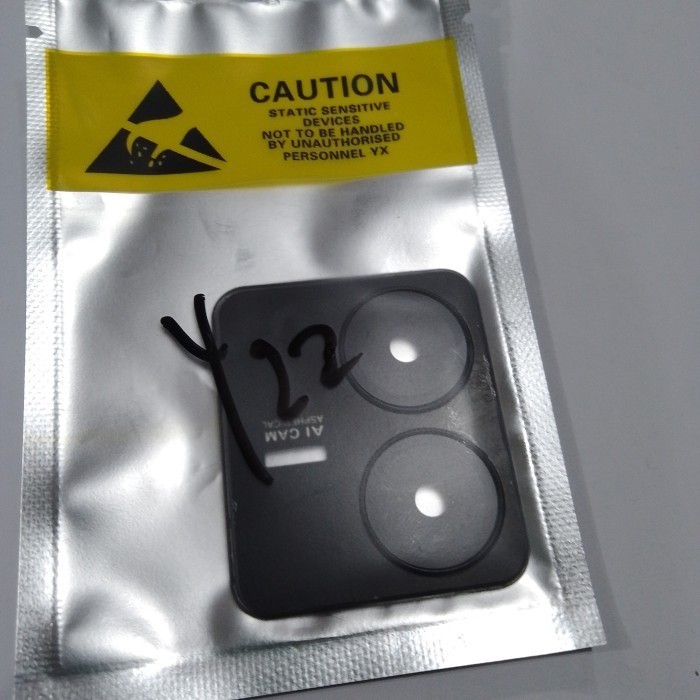 CAUTION
STATIC SENSITIVE
DEVICES
NOT TO BE HANDLED
BY UNAUTHORISED
PERSONNEL YX
Y22
AI CAM
ASPHERICAL